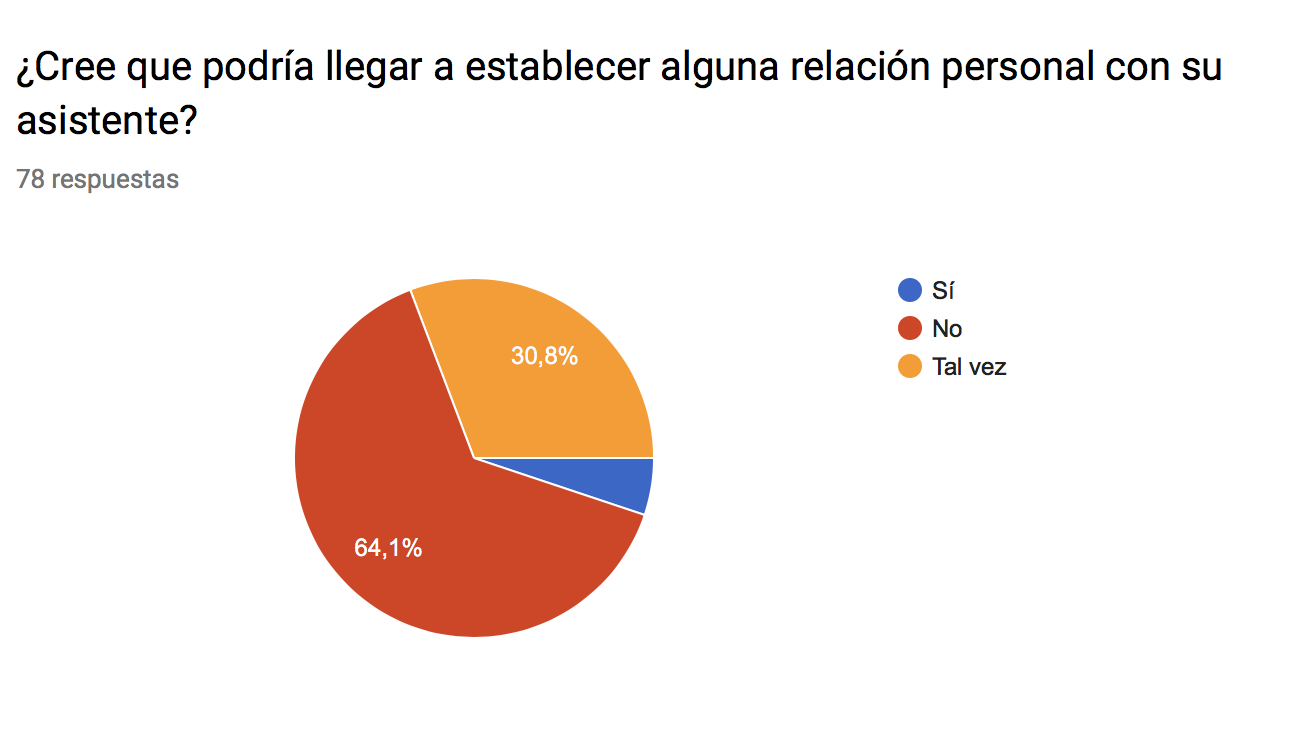 ¿Cree que podría llegar a establecer alguna relación personal con su
asistente?
78 respuestas
Sí
No
Tal vez
30,8%
64,1%